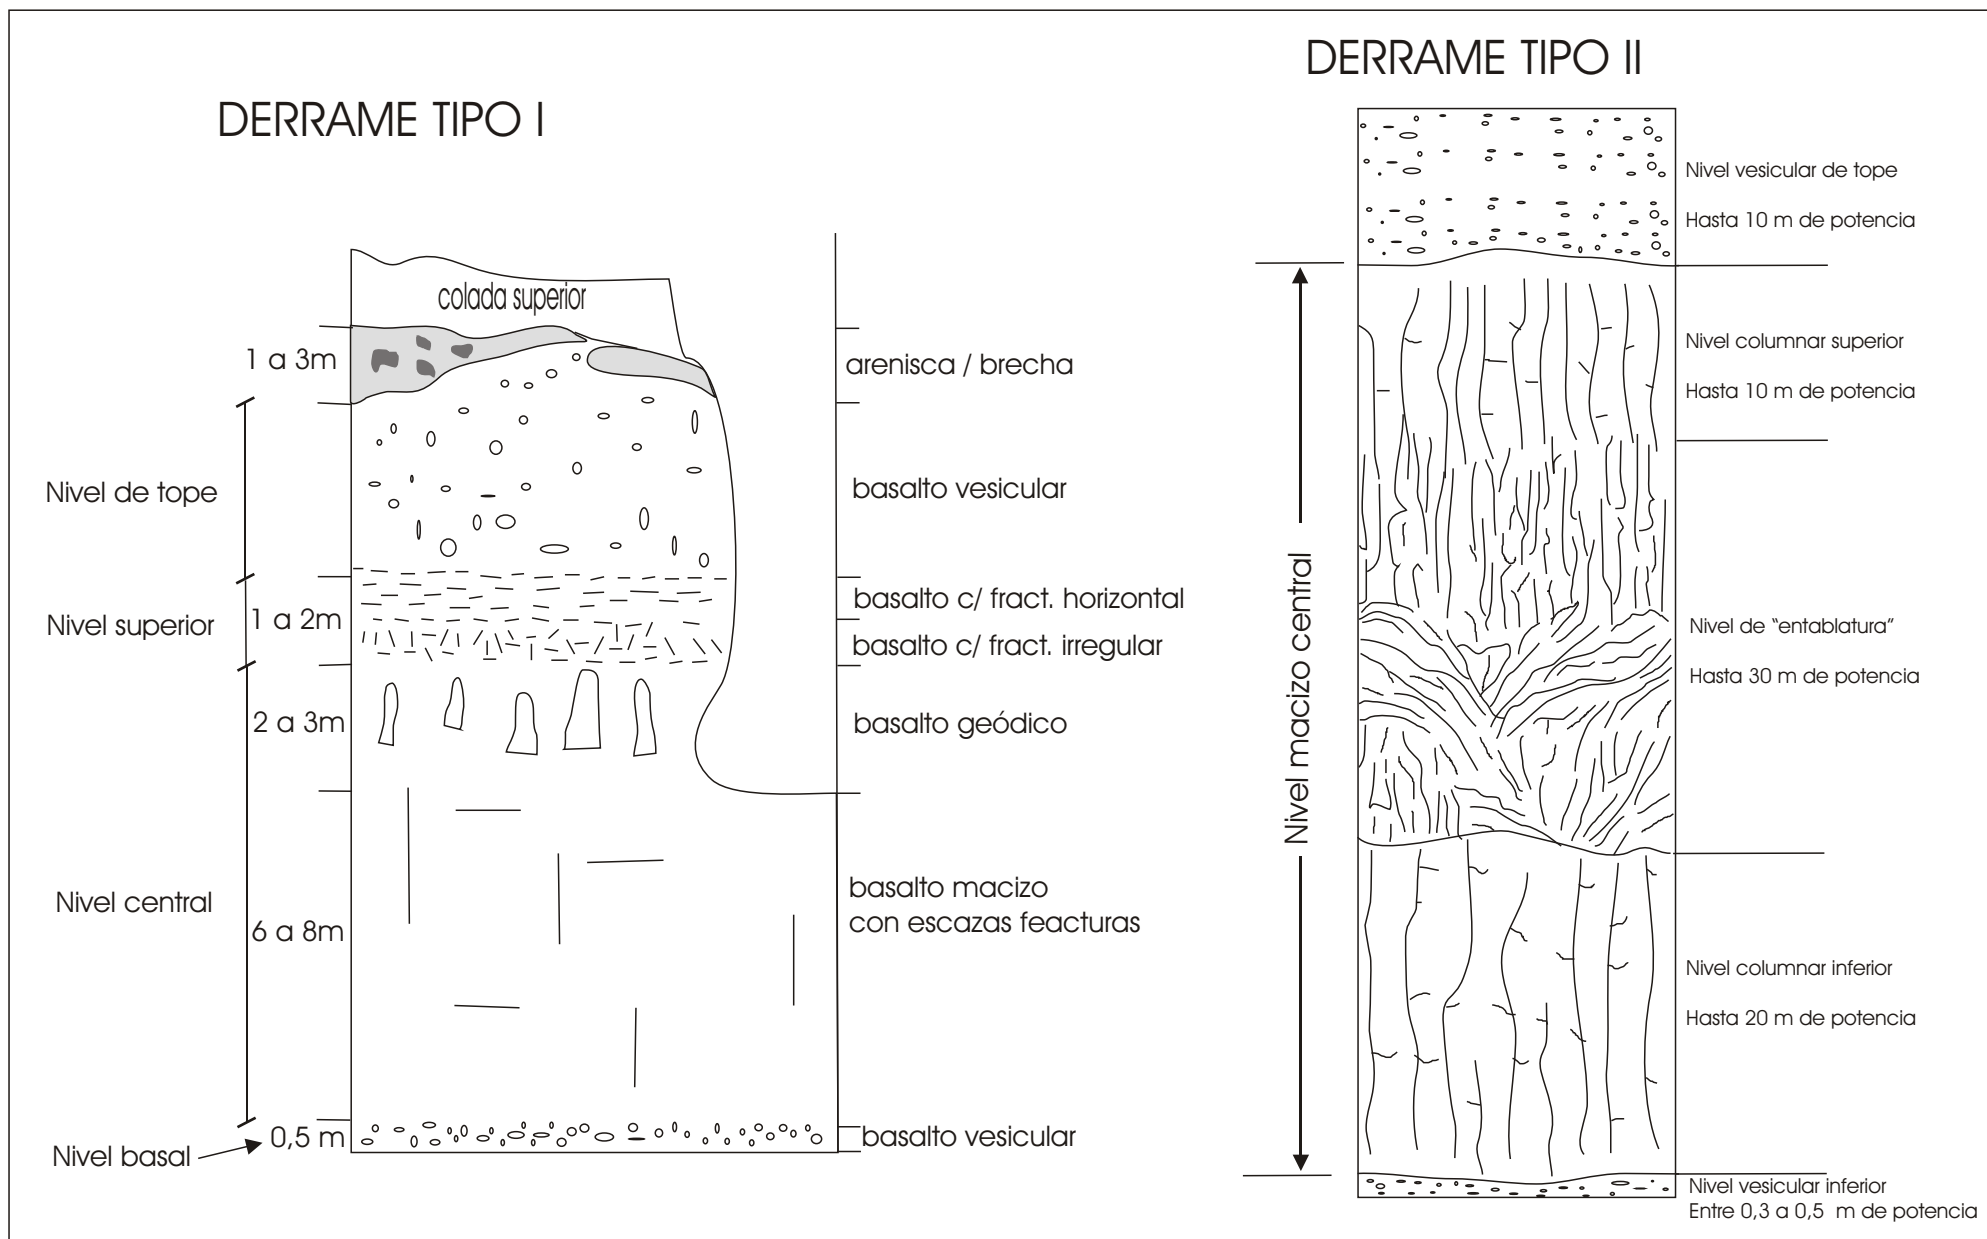 DERRAME TIPO I
colada superior
1 a 3m
arenisca / brecha
Nivel de tope
basalto vesicular
Nivel superior
1 a 2m
basalto c/ fract. horizontal
basalto c/ fract. irregular
2 a 3m
basalto geódico
Nivel central
6 a 8m
basalto macizo
con escazas feacturas
0,5 m
basalto vesicular
Nivel basal
DERRAME TIPO II
Nivel vesicular de tope
Hasta 10 m de potencia
Nivel columnar superior
Hasta 10 m de potencia
Nivel macizo central
Nivel de “entablatura”
Hasta 30 m de potencia
Nivel columnar inferior
Hasta 20 m de potencia
Nivel vesicular inferior
Entre 0,3 a 0,5 m de potencia